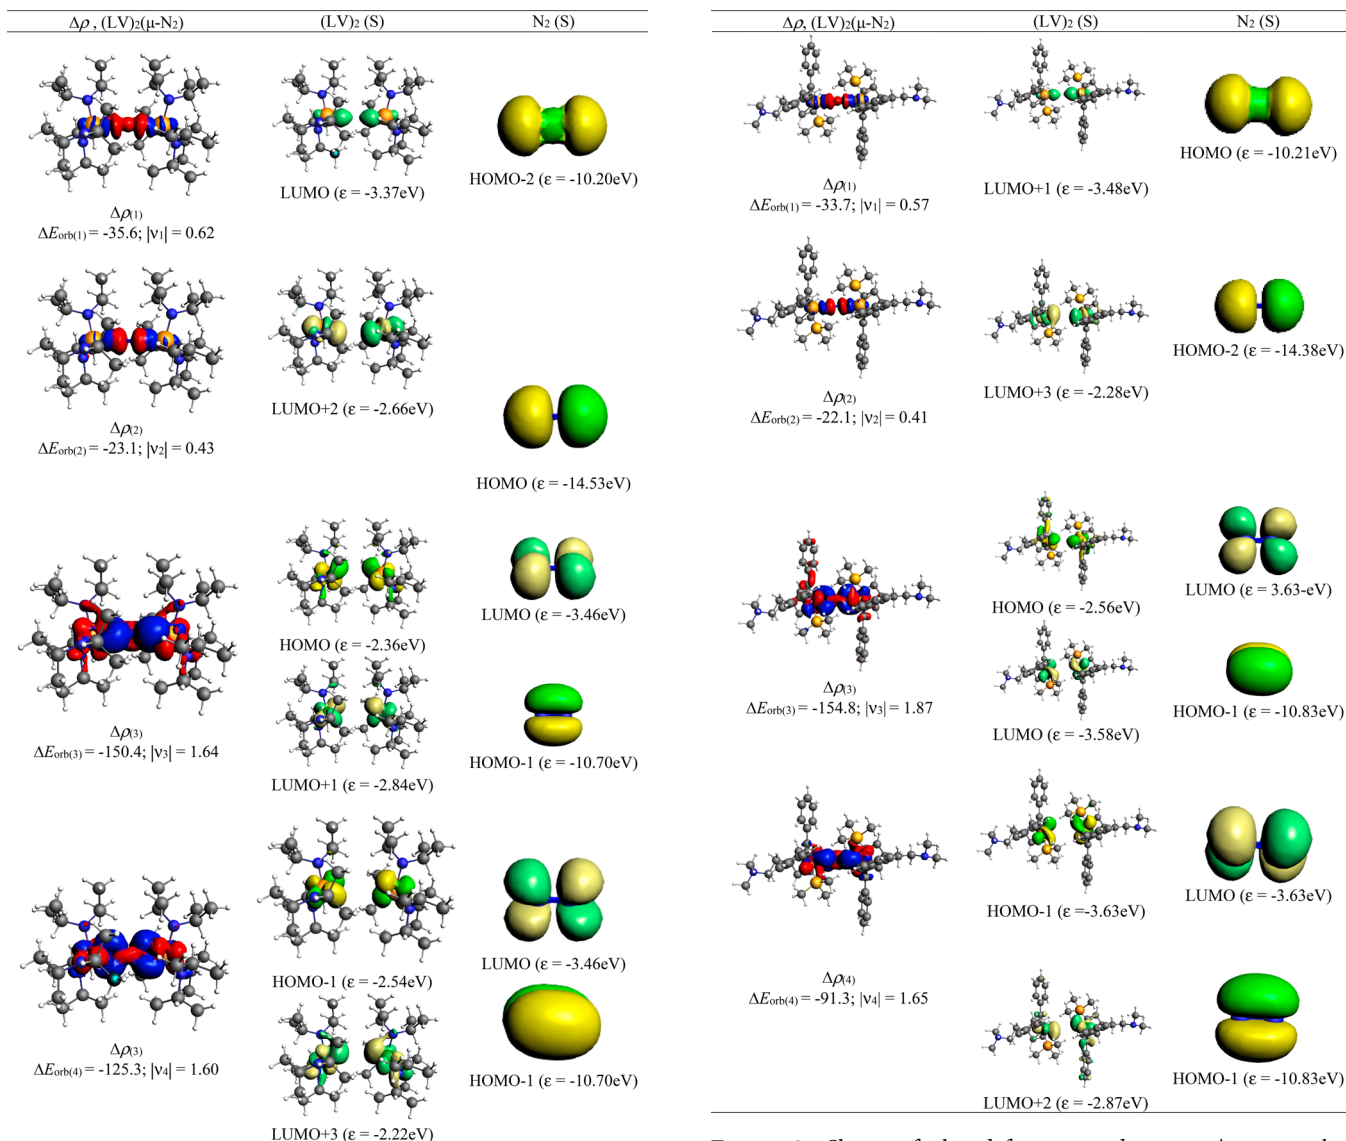 Δρ , (LV)₂(μ-N₂) (LV)₂ (S) N₂ (S)
LUMO (ε = -3.37eV)
HOMO-2 (ε = -10.20eV)
Δρ(1)
ΔEorb(1) = -35.6; |ν₁| = 0.62
LUMO+2 (ε = -2.66eV)
Δρ(2)
ΔEorb(2) = -23.1; |ν₂| = 0.43
HOMO (ε = -14.53eV)
HOMO (ε = -2.36eV)
LUMO (ε = -3.46eV)
Δρ(3)
ΔEorb(3) = -150.4; |ν₃| = 1.64
LUMO+1 (ε = -2.84eV)
HOMO-1 (ε = -10.70eV)
HOMO-1 (ε = -2.54eV)
LUMO (ε = -3.46eV)
Δρ(3)
ΔEorb(4) = -125.3; |ν₄| = 1.60
LUMO+3 (ε = -2.22eV)
HOMO-1 (ε = -10.70eV)
Δρ, (LV)₂(μ-N₂) (LV)₂ (S) N₂ (S)
Δρ(1)
ΔEorb(1) = -33.7; |ν₁| = 0.57
LUMO+1 (ε = -3.48eV)
HOMO (ε = -10.21eV)
Δρ(2)
ΔEorb(2) = -22.1; |ν₂| = 0.41
LUMO+3 (ε = -2.28eV)
HOMO-2 (ε = -14.38eV)
HOMO (ε = -2.56eV)
LUMO (ε = 3.63-eV)
Δρ(3)
ΔEorb(3) = -154.8; |ν₃| = 1.87
LUMO (ε = -3.58eV)
HOMO-1 (ε = -10.83eV)
HOMO-1 (ε =-3.63eV)
LUMO (ε = -3.63eV)
Δρ(4)
ΔEorb(4) = -91.3; |ν₄| = 1.65
LUMO+2 (ε = -2.87eV)
HOMO-1 (ε = -10.83eV)